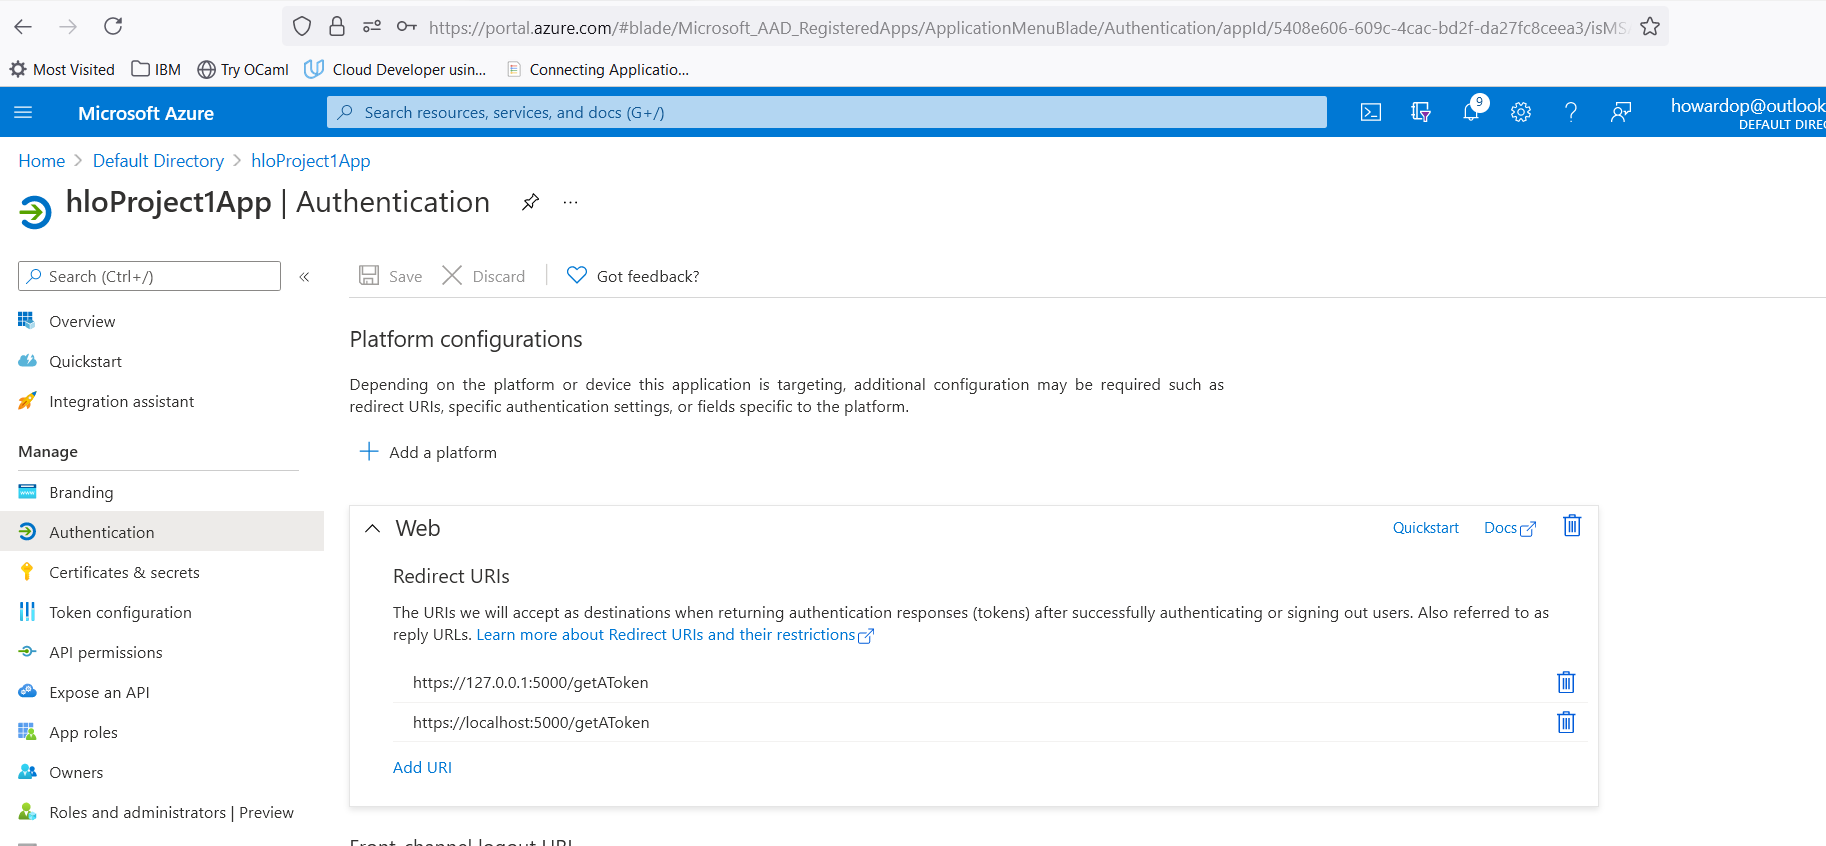 https://portal.azure.com/#blade/Microsoft_AAD_RegisteredApps/ApplicationMenuBlade/Authentication/appId/5408e606-609c-4cac-bd2f-da27fc8ceea3/isMS
Most Visited IBM Try OCaml Cloud Developer usin... Connecting Applicatio...
Microsoft Azure Search resources, services, and docs (G+/) 9 howardop@outlook
DEFAULT DIREC
Home > Default Directory > hloProject1App
hloProject1App | Authentication ...
Search (Ctrl+/) «
Save Discard | Got feedback?
Overview
Quickstart
Integration assistant
Manage
Branding
Authentication
Certificates & secrets
Token configuration
API permissions
Expose an API
App roles
Owners
Roles and administrators | Preview
Platform configurations
Depending on the platform or device this application is targeting, additional configuration may be required such as
redirect URIs, specific authentication settings, or fields specific to the platform.
Add a platform
Web Quickstart Docs
Redirect URIs
The URIs we will accept as destinations when returning authentication responses (tokens) after successfully authenticating or signing out users. Also referred to as
reply URLs. Learn more about Redirect URIs and their restrictions
https://127.0.0.1:5000/getAToken
https://localhost:5000/getAToken
Add URI
Front-channel logout URL